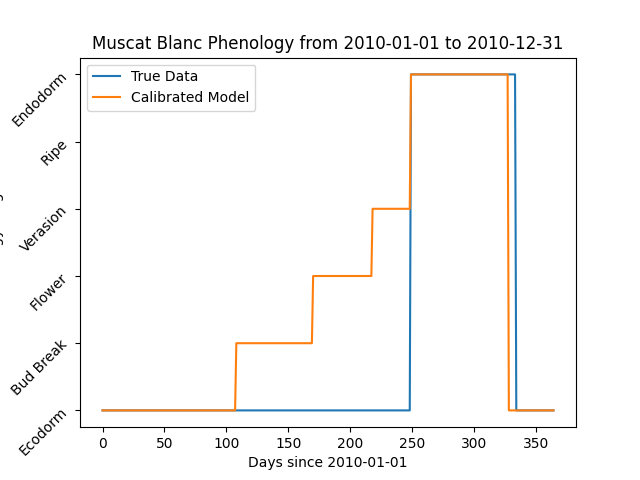 Muscat Blanc Phenology from 2010-01-01 to 2010-12-31
True Data
Calibrated Model
Endodorm
Ripe
Verasion
Flower
Bud Break
Ecodorm
0 50 100 150 200 250 300 350
Days since 2010-01-01